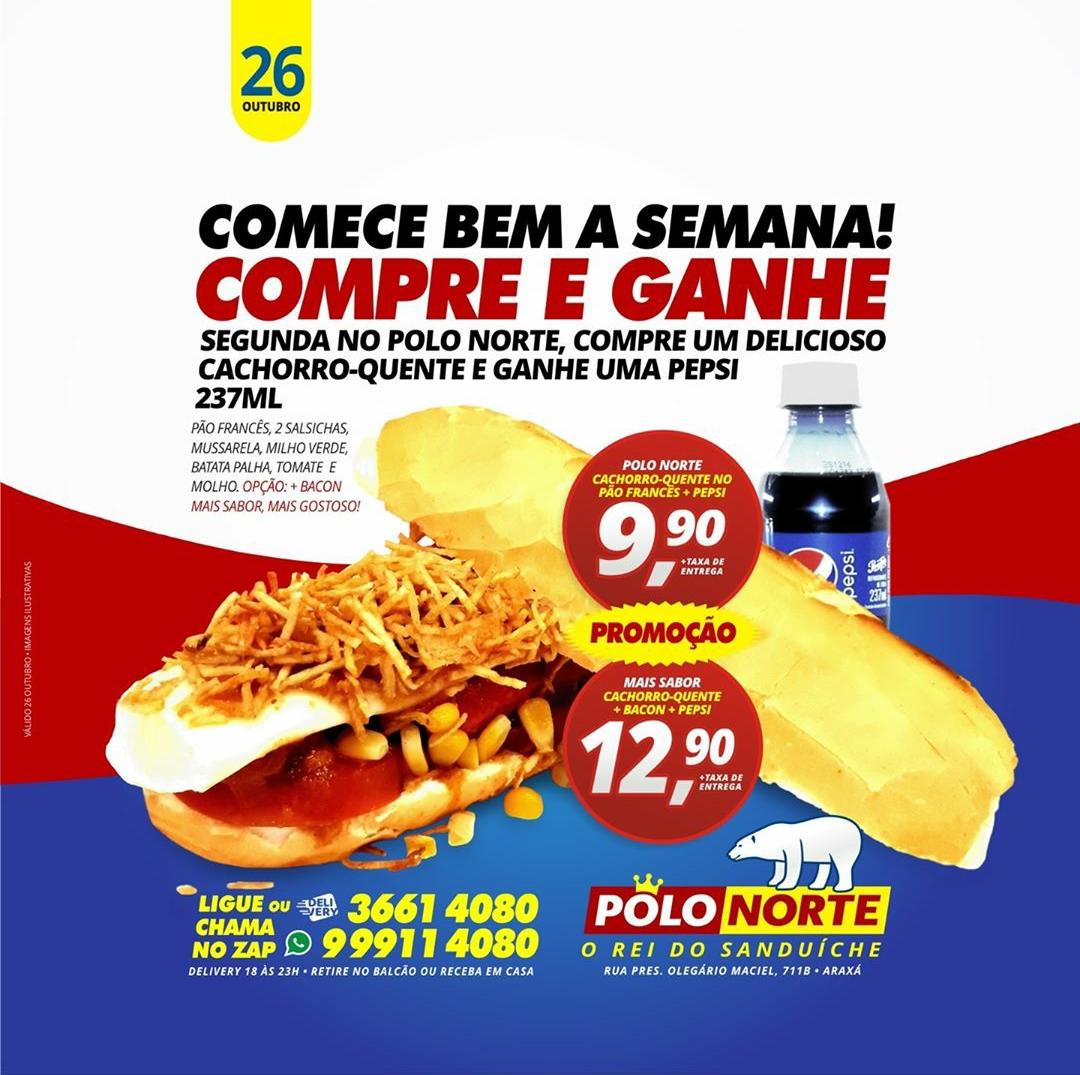 26
OUTUBRO
COMECE BEM A SEMANA!
COMPRE E GANHE
SEGUNDA NO POLO NORTE, COMPRE UM DELICIOSO
CACHORRO-QUENTE E GANHE UMA PEPSI
237ML
PÃO FRANCÊS, 2 SALSICHAS,
MUSSARELA, MILHO VERDE,
BATATA PALHA, TOMATE E
MOLHO. OPÇÃO: + BACON
MAIS SABOR, MAIS GOSTOSO!
POLO NORTE
CACHORRO-QUENTE NO
PÃO FRANCÊS + PEPSI
9,90
+TAXA DE
ENTREGA
PROMOÇÃO
MAIS SABOR
CACHORRO-QUENTE
+ BACON + PEPSI
12,90
+TAXA DE
ENTREGA
pepsi
237ml
VÁLIDO 26 OUTUBRO • IMAGENS ILUSTRATIVAS
LIGUE OU DELIVERY 3661 4080
CHAMA
NO ZAP 9 9911 4080
DELIVERY 18 ÀS 23H • RETIRE NO BALCÃO OU RECEBA EM CASA
POLO NORTE
O REI DO SANDUÍCHE
RUA PRES. OLEGÁRIO MACIEL, 711B • ARAXÁ